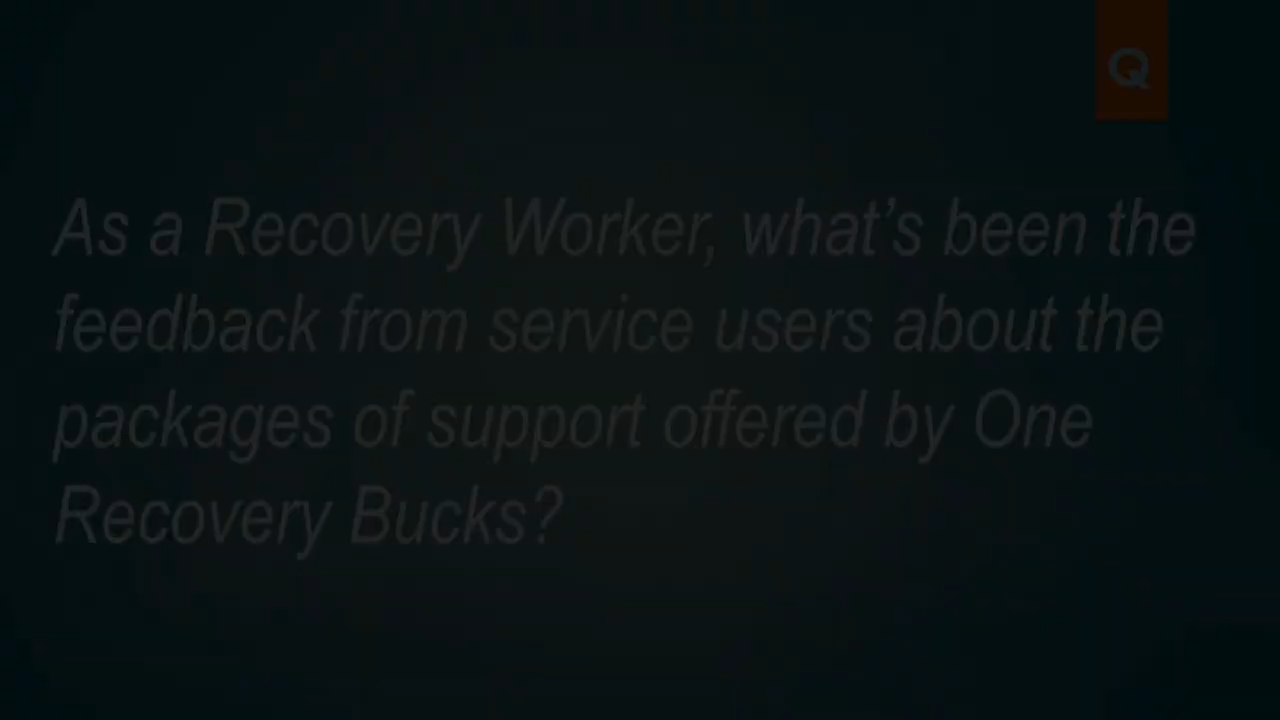 Q
As a Recovery Worker, what’s been the
feedback from service users about the
packages of support offered by One
Recovery Bucks?